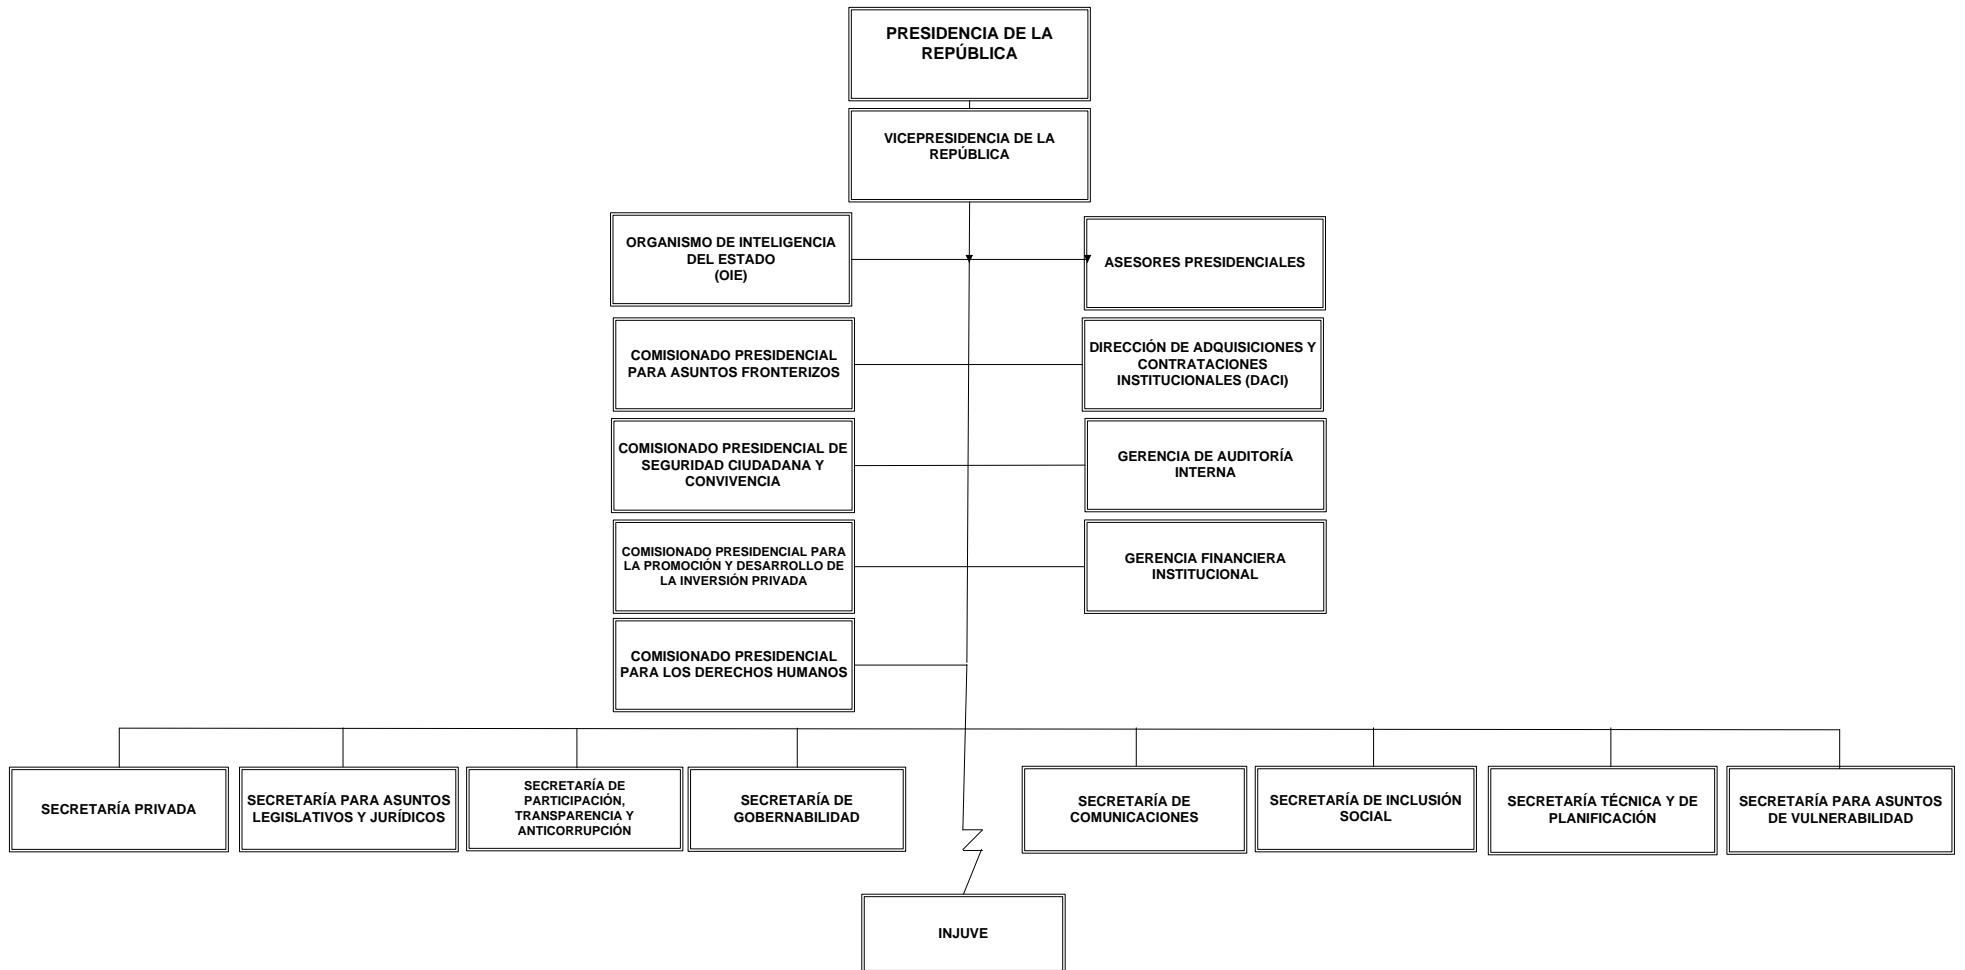 PRESIDENCIA DE LA
REPÚBLICA
VICEPRESIDENCIA DE LA
REPÚBLICA
ORGANISMO DE INTELIGENCIA
DEL ESTADO
(OIE)
ASESORES PRESIDENCIALES
COMISIONADO PRESIDENCIAL
PARA ASUNTOS FRONTERIZOS
DIRECCIÓN DE ADQUISICIONES Y
CONTRATACIONES
INSTITUCIONALES (DACI)
COMISIONADO PRESIDENCIAL DE
SEGURIDAD CIUDADANA Y
CONVIVENCIA
GERENCIA DE AUDITORÍA
INTERNA
COMISIONADO PRESIDENCIAL PARA
LA PROMOCIÓN Y DESARROLLO DE
LA INVERSIÓN PRIVADA
GERENCIA FINANCIERA
INSTITUCIONAL
COMISIONADO PRESIDENCIAL
PARA LOS DERECHOS HUMANOS
SECRETARÍA PRIVADA
SECRETARÍA PARA ASUNTOS
LEGISLATIVOS Y JURÍDICOS
SECRETARÍA DE
PARTICIPACIÓN,
TRANSPARENCIA Y
ANTICORRUPCIÓN
SECRETARÍA DE
GOBERNABILIDAD
SECRETARÍA DE
COMUNICACIONES
SECRETARÍA DE INCLUSIÓN
SOCIAL
SECRETARÍA TÉCNICA Y DE
PLANIFICACIÓN
SECRETARÍA PARA ASUNTOS
DE VULNERABILIDAD
INJUVE